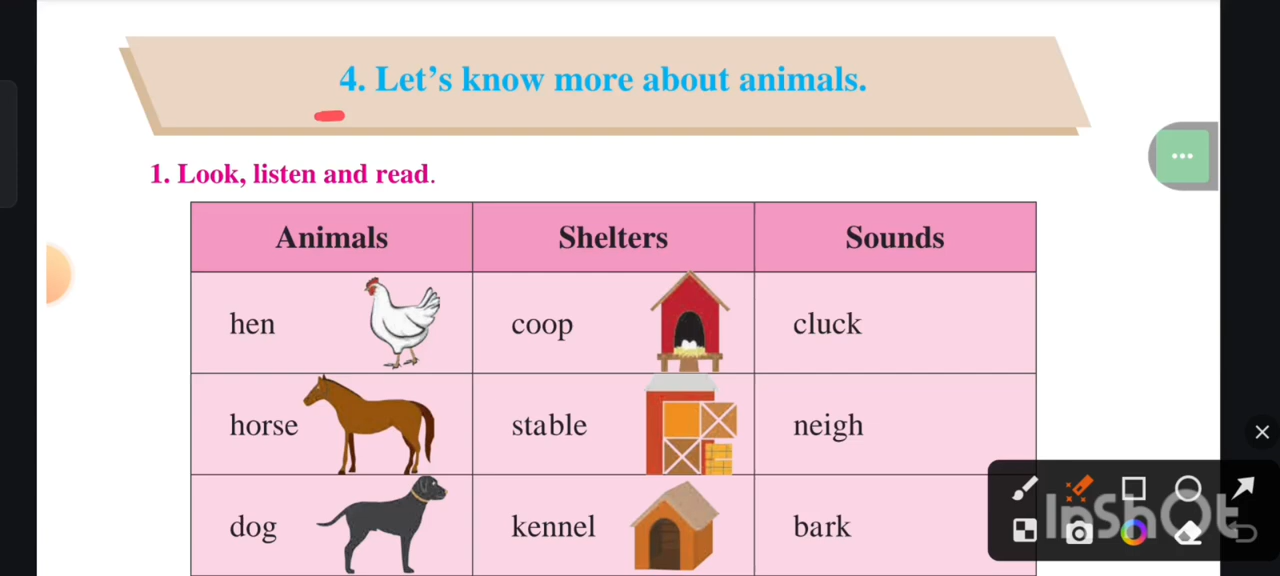 4. Let's know more about animals.
1. Look, listen and read.
Animals Shelters Sounds
hen coop cluck
horse stable neigh
dog kennel bark
InShOt